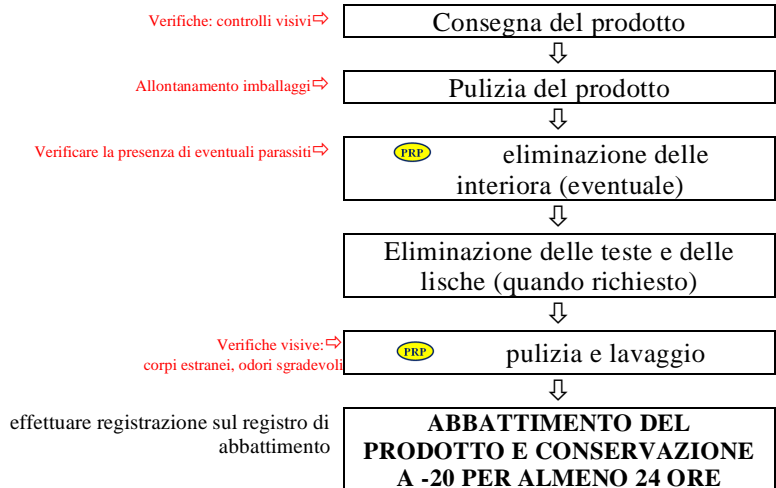 Verifiche: controlli visivi⇨
Consegna del prodotto
Allontanamento imballaggi⇨
Pulizia del prodotto
Verificare la presenza di eventuali parassiti⇨
PRP eliminazione delle
interiora (eventuale)
Eliminazione delle teste e delle
lische (quando richiesto)
Verifiche visive:⇨
corpi estranei, odori sgradevoli
PRP pulizia e lavaggio
effettuare registrazione sul registro di
abbattimento
ABBATTIMENTO DEL
PRODOTTO E CONSERVAZIONE
A -20 PER ALMENO 24 ORE